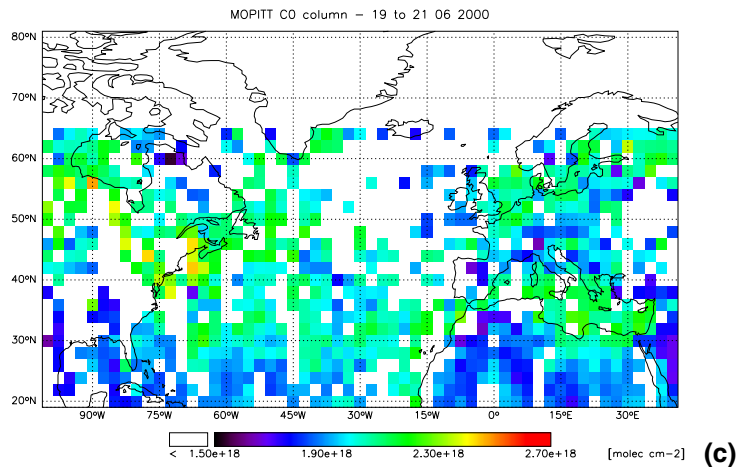 MOPITT CO column – 19 to 21 06 2000
80°N
70°N
60°N
50°N
40°N
30°N
20°N
90°W 75°W 60°W 45°W 30°W 15°W 0°E 15°E 30°E
< 1.50e+18 1.90e+18 2.30e+18 2.70e+18 [molec cm-2]
(c)